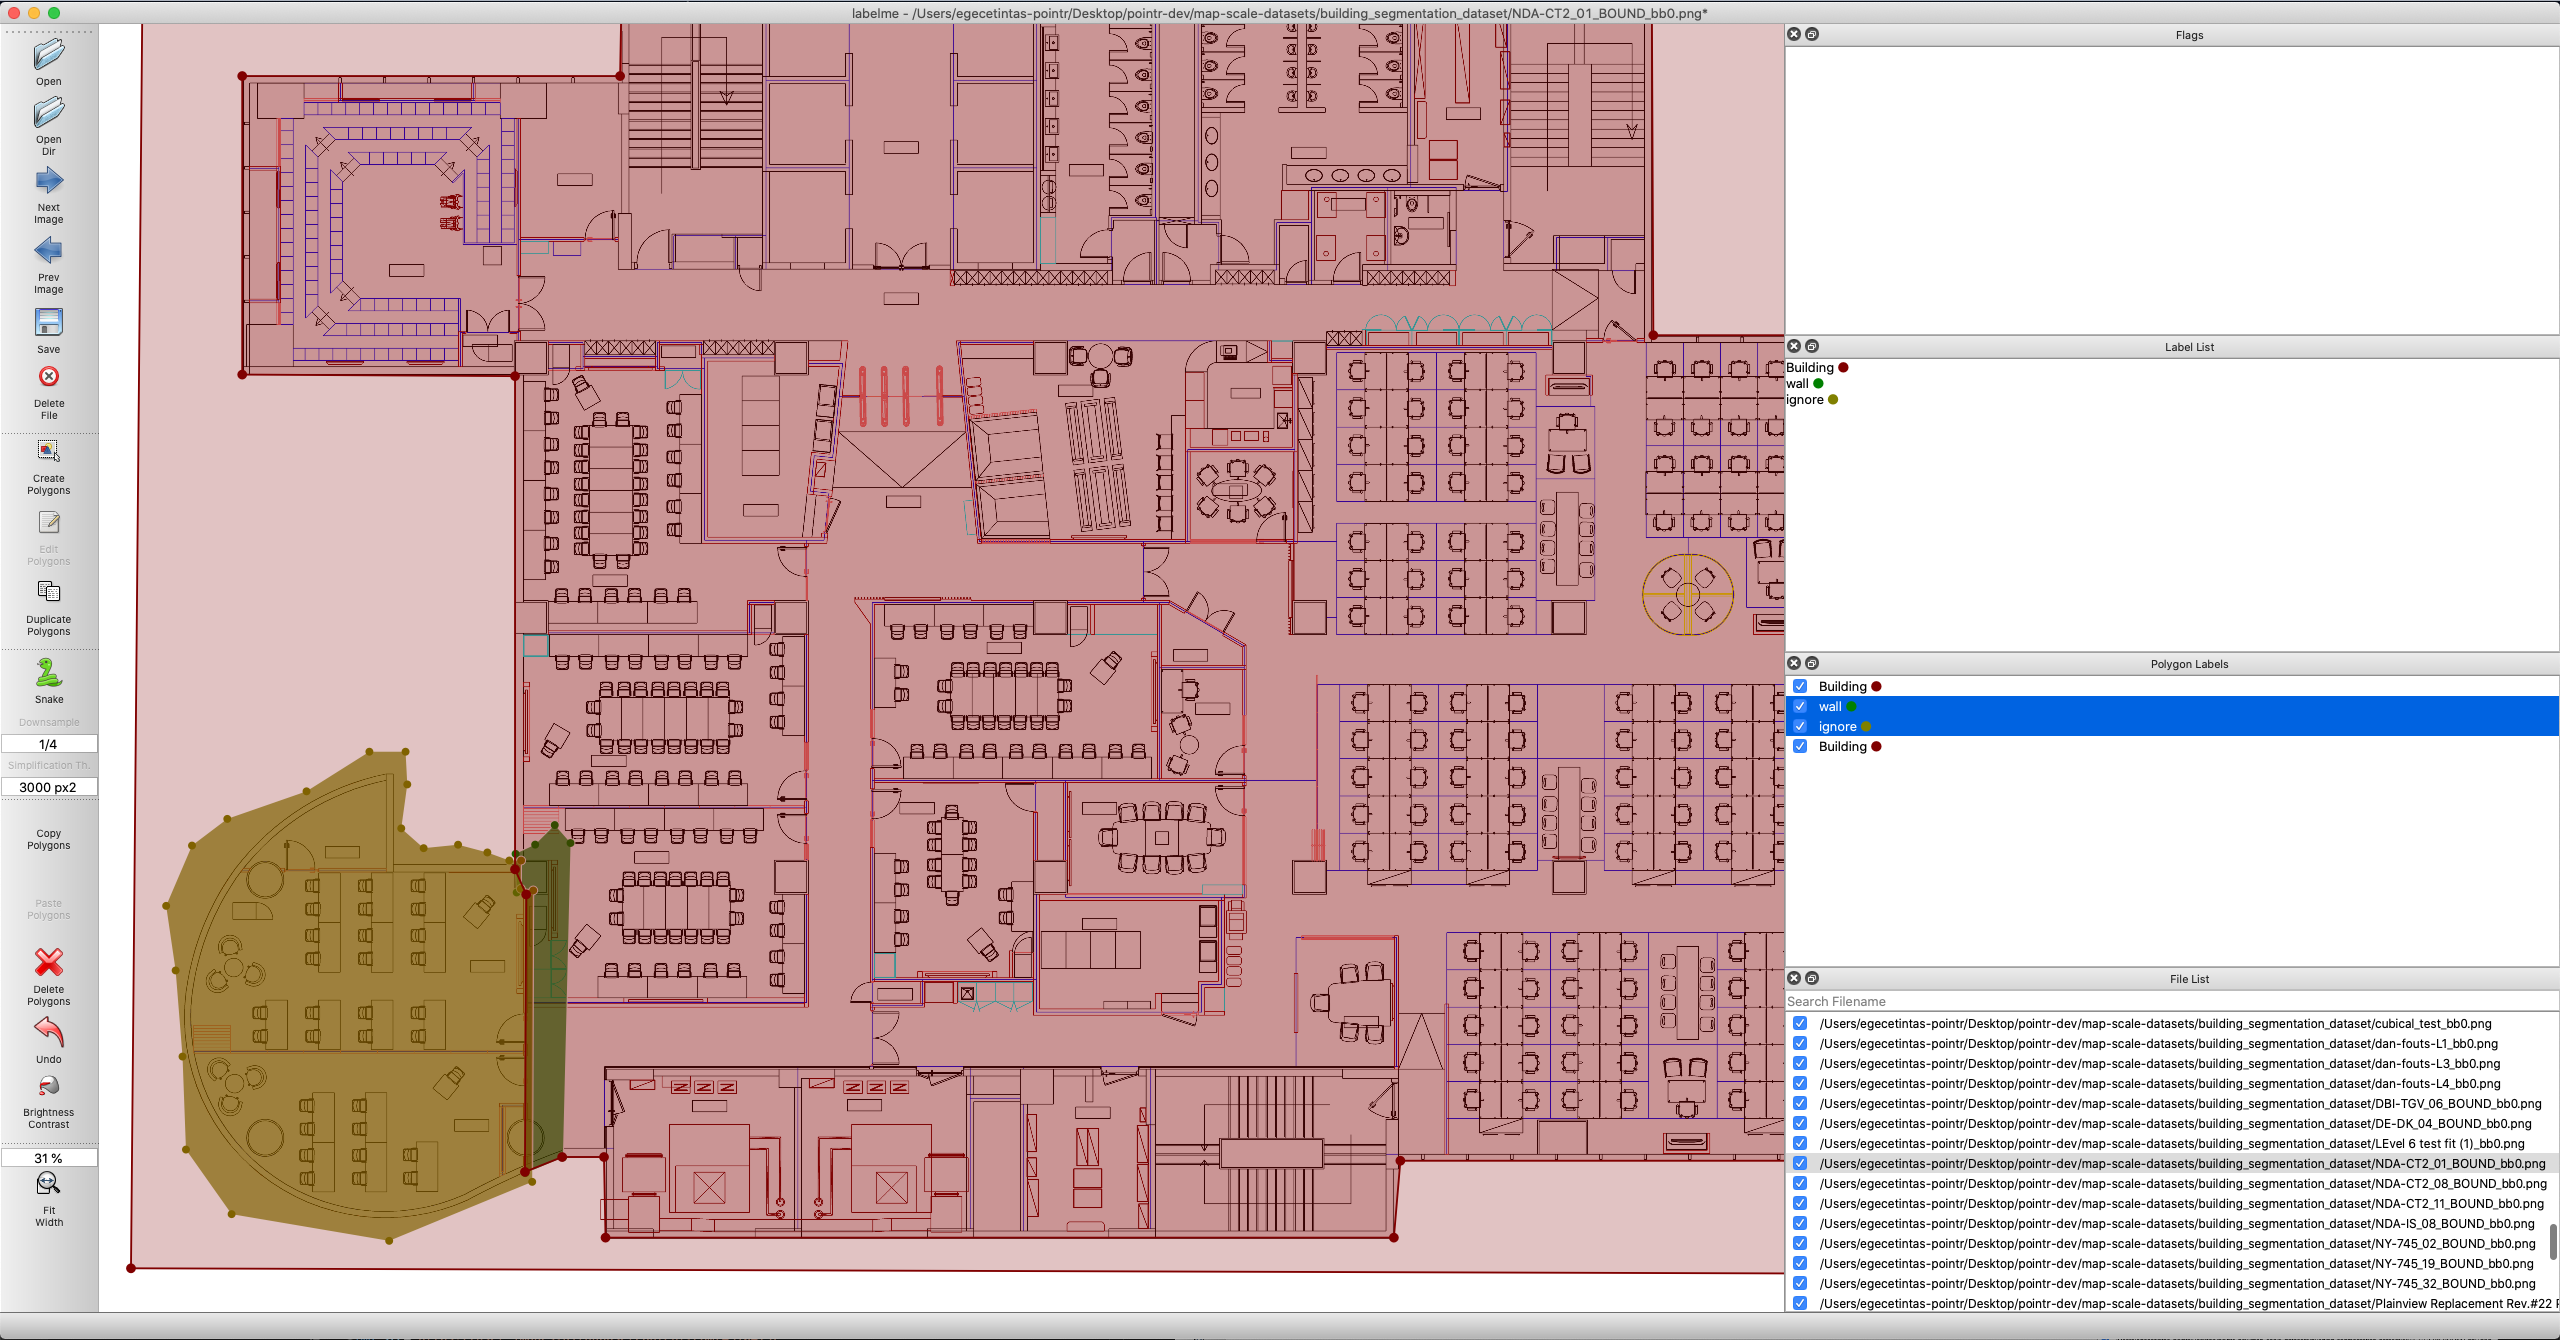 labelme - /Users/egecetintas-pointr/Desktop/pointr-dev/map-scale-datasets/building_segmentation_dataset/NDA-CT2_01_BOUND_bb0.png*
Open
Open
Dir
Next
Image
Prev
Image
Save
Delete
File
Create
Polygons
Edit
Polygons
Duplicate
Polygons
Snake
Downsample
1/4
Simplification Th.
3000 px2
Copy
Polygons
Paste
Polygons
Delete
Polygons
Undo
Brightness
Contrast
31 %
Fit
Width
Flags
Label List
Building
wall
ignore
Polygon Labels
Building
wall
ignore
Building
File List
Search Filename
/Users/egecetintas-pointr/Desktop/pointr-dev/map-scale-datasets/building_segmentation_dataset/cubical_test_bb0.png
/Users/egecetintas-pointr/Desktop/pointr-dev/map-scale-datasets/building_segmentation_dataset/dan-fouts-L1_bb0.png
/Users/egecetintas-pointr/Desktop/pointr-dev/map-scale-datasets/building_segmentation_dataset/dan-fouts-L3_bb0.png
/Users/egecetintas-pointr/Desktop/pointr-dev/map-scale-datasets/building_segmentation_dataset/dan-fouts-L4_bb0.png
/Users/egecetintas-pointr/Desktop/pointr-dev/map-scale-datasets/building_segmentation_dataset/DBI-TGV_06_BOUND_bb0.png
/Users/egecetintas-pointr/Desktop/pointr-dev/map-scale-datasets/building_segmentation_dataset/DE-DK_04_BOUND_bb0.png
/Users/egecetintas-pointr/Desktop/pointr-dev/map-scale-datasets/building_segmentation_dataset/LEvel 6 test fit (1)_bb0.png
/Users/egecetintas-pointr/Desktop/pointr-dev/map-scale-datasets/building_segmentation_dataset/NDA-CT2_01_BOUND_bb0.png
/Users/egecetintas-pointr/Desktop/pointr-dev/map-scale-datasets/building_segmentation_dataset/NDA-CT2_08_BOUND_bb0.png
/Users/egecetintas-pointr/Desktop/pointr-dev/map-scale-datasets/building_segmentation_dataset/NDA-CT2_11_BOUND_bb0.png
/Users/egecetintas-pointr/Desktop/pointr-dev/map-scale-datasets/building_segmentation_dataset/NDA-IS_08_BOUND_bb0.png
/Users/egecetintas-pointr/Desktop/pointr-dev/map-scale-datasets/building_segmentation_dataset/NY-745_02_BOUND_bb0.png
/Users/egecetintas-pointr/Desktop/pointr-dev/map-scale-datasets/building_segmentation_dataset/NY-745_19_BOUND_bb0.png
/Users/egecetintas-pointr/Desktop/pointr-dev/map-scale-datasets/building_segmentation_dataset/NY-745_32_BOUND_bb0.png
/Users/egecetintas-pointr/Desktop/pointr-dev/map-scale-datasets/building_segmentation_dataset/Plainview Replacement Rev.#22